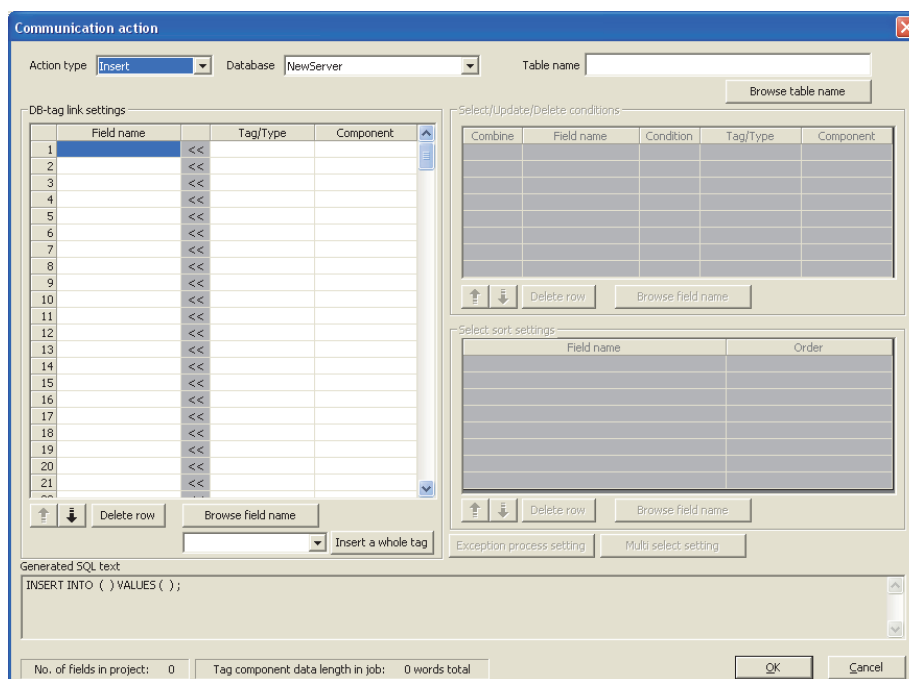 Communication action
Action type Insert Database NewServer Table name
Browse table name
DB-tag link settings
Field name Tag/Type Component
1 <<
2 <<
3 <<
4 <<
5 <<
6 <<
7 <<
8 <<
9 <<
10 <<
11 <<
12 <<
13 <<
14 <<
15 <<
16 <<
17 <<
18 <<
19 <<
20 <<
21 <<
Delete row Browse field name
Insert a whole tag
Select/Update/Delete conditions
Combine Field name Condition Tag/Type Component
Delete row Browse field name
Select sort settings
Field name Order
Delete row Browse field name
Exception process setting Multi select setting
Generated SQL text
INSERT INTO ( ) VALUES ( );
No. of fields in project: 0 Tag component data length in job: 0 words total
OK Cancel